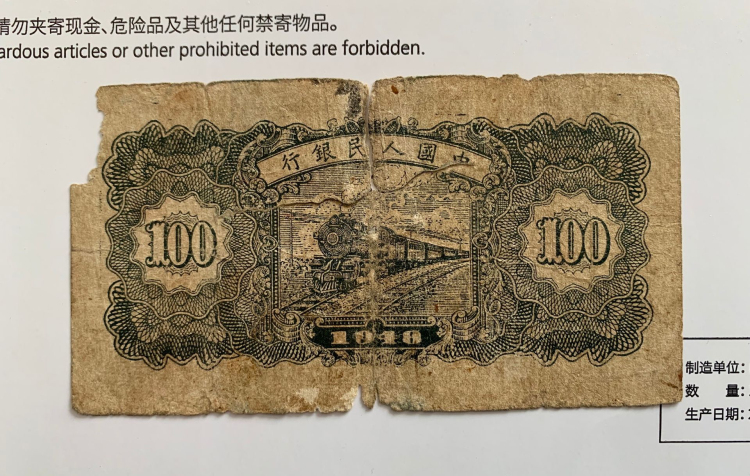 请勿夹寄现金、危险品及其他任何禁寄物品。
ardous articles or other prohibited items are forbidden.
行銀民人國中
100
100
1948
制造单位:
数 量:
生产日期: